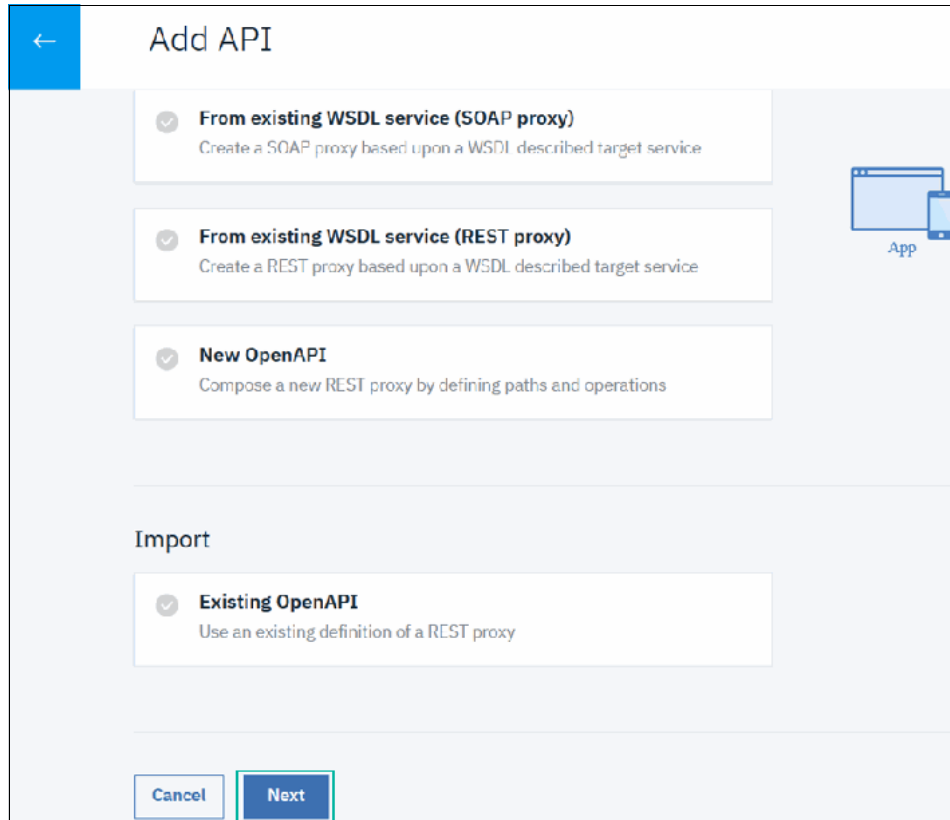 Add API
From existing WSDL service (SOAP proxy)
Create a SOAP proxy based upon a WSDL described target service
From existing WSDL service (REST proxy)
Create a REST proxy based upon a WSDL described target service
App
New OpenAPI
Compose a new REST proxy by defining paths and operations
Import
Existing OpenAPI
Use an existing definition of a REST proxy
Cancel
Next